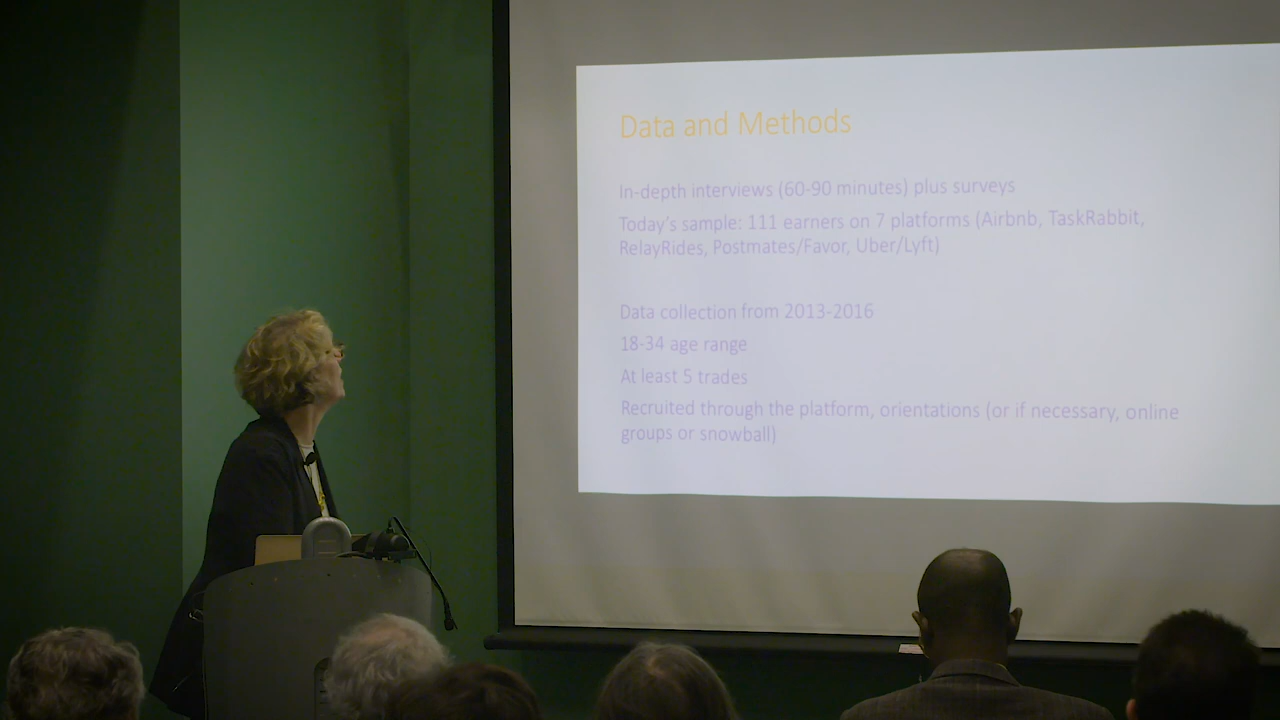 Data and Methods
In-depth interviews (60-90 minutes) plus surveys
Today's sample: 111 earners on 7 platforms (Airbnb, TaskRabbit,
RelayRides, Postmates/Favor, Uber/Lyft)
Data collection from 2013-2016
18-34 age range
At least 5 trades
Recruited through the platform, orientations (or if necessary, online
groups or snowball)